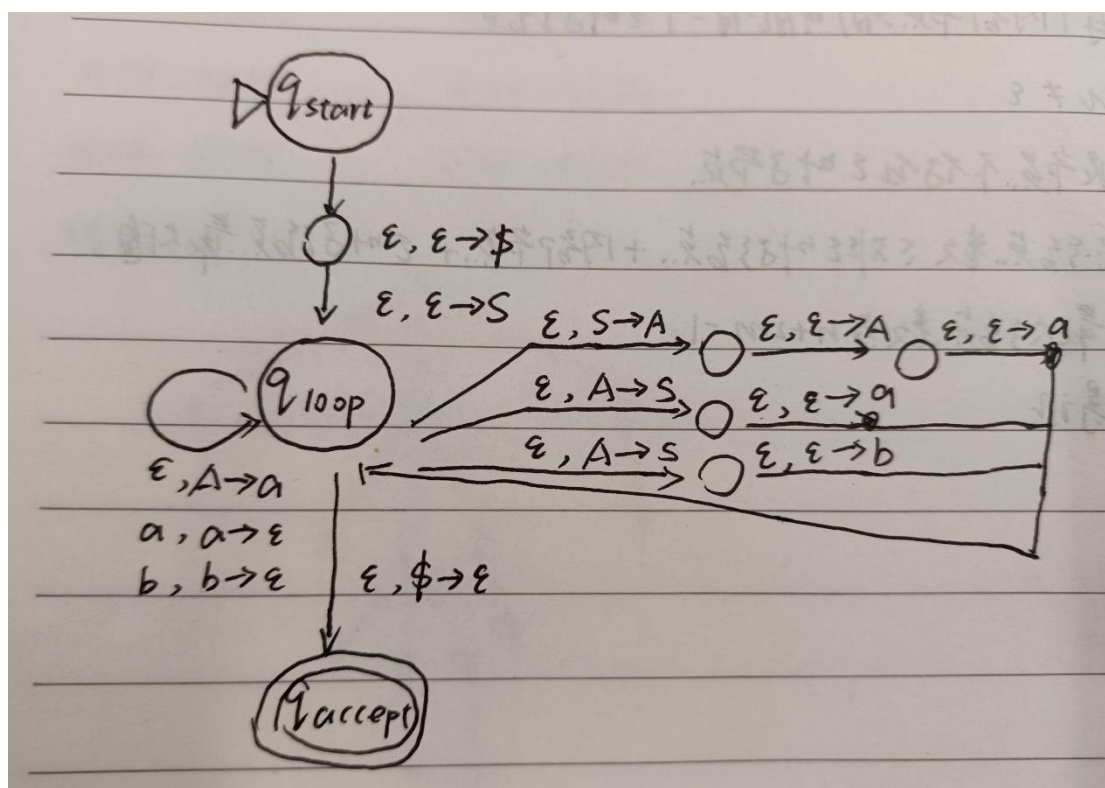 q start
ε, ε→$
ε, ε→S
ε, S→A ε, ε→A ε, ε→a
q loop
ε, A→S ε, ε→a
ε, A→S ε, ε→b
ε, A→a
a, a→ε
b, b→ε
ε, $→ε
q accept